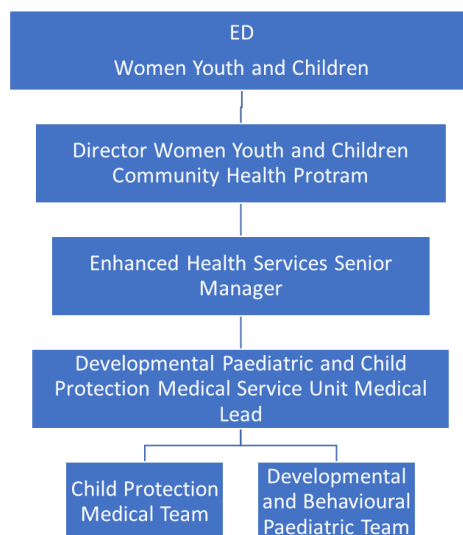 ED
Women Youth and Children
Director Women Youth and Children
Community Health Protram
Enhanced Health Services Senior
Manager
Developmental Paediatric and Child
Protection Medical Service Unit Medical
Lead
Child Protection
Medical Team
Developmental
and Behavioural
Paediatric Team